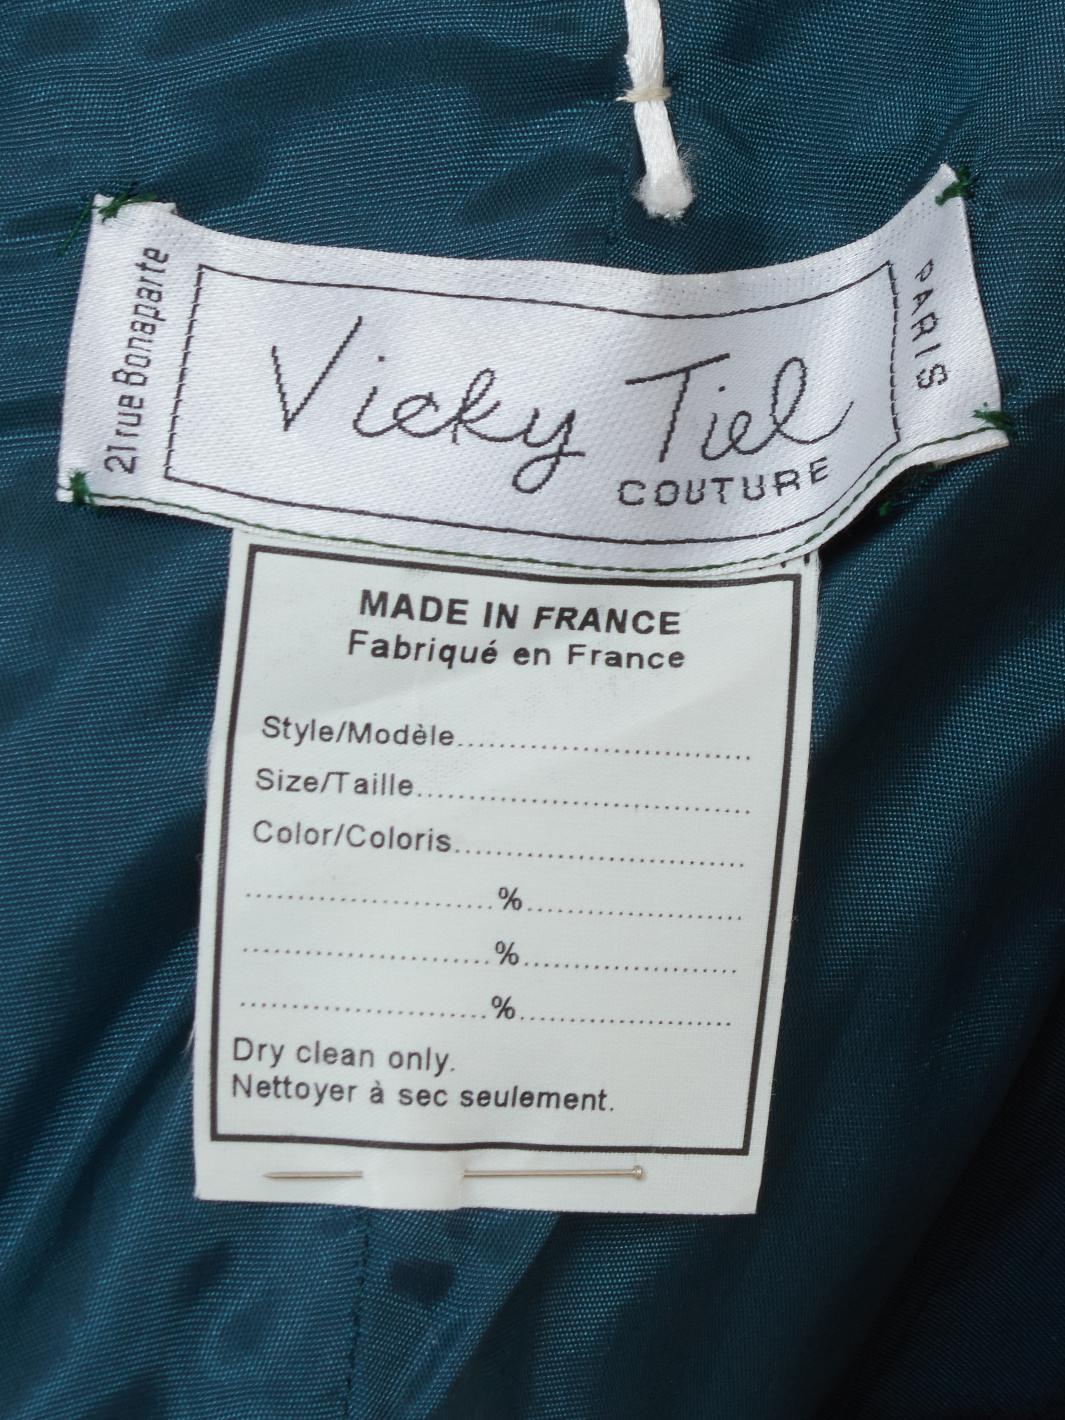 21 rue Bonaparte
Vicky Tiel
COUTURE
PARIS
MADE IN FRANCE
Fabriqué en France
Style/Modèle..............................
Size/Taille..............................
Color/Coloris..............................
.........................%.........................
.........................%.........................
.........................%.........................
Dry clean only.
Nettoyer à sec seulement.